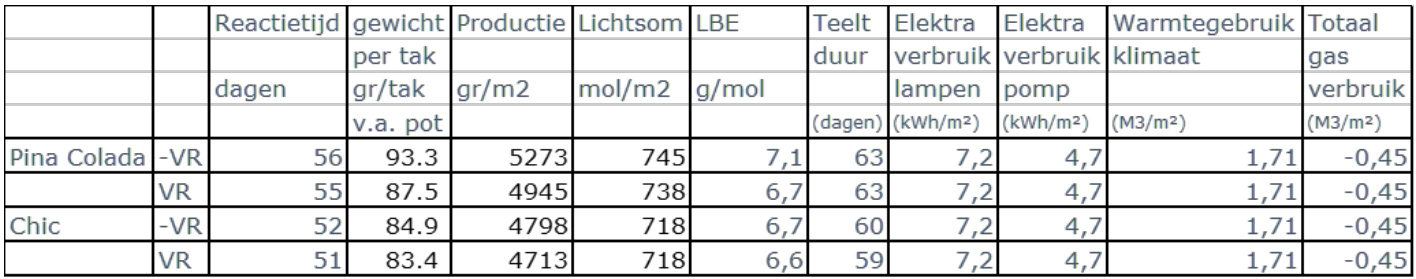 Reactietijd gewicht Productie Lichtsom LBE Teelt Elektra Elektra Warmtegebruik Totaal
per tak duur verbruik verbruik klimaat gas
dagen gr/tak gr/m2 mol/m2 g/mol lampen pomp verbruik
v.a. pot (dagen) (kWh/m²) (kWh/m²) (M3/m²) (M3/m²)
Pina Colada -VR 56 93.3 5273 745 7,1 63 7,2 4,7 1,71 -0,45
VR 55 87.5 4945 738 6,7 63 7,2 4,7 1,71 -0,45
Chic -VR 52 84.9 4798 718 6,7 60 7,2 4,7 1,71 -0,45
VR 51 83.4 4713 718 6,6 59 7,2 4,7 1,71 -0,45